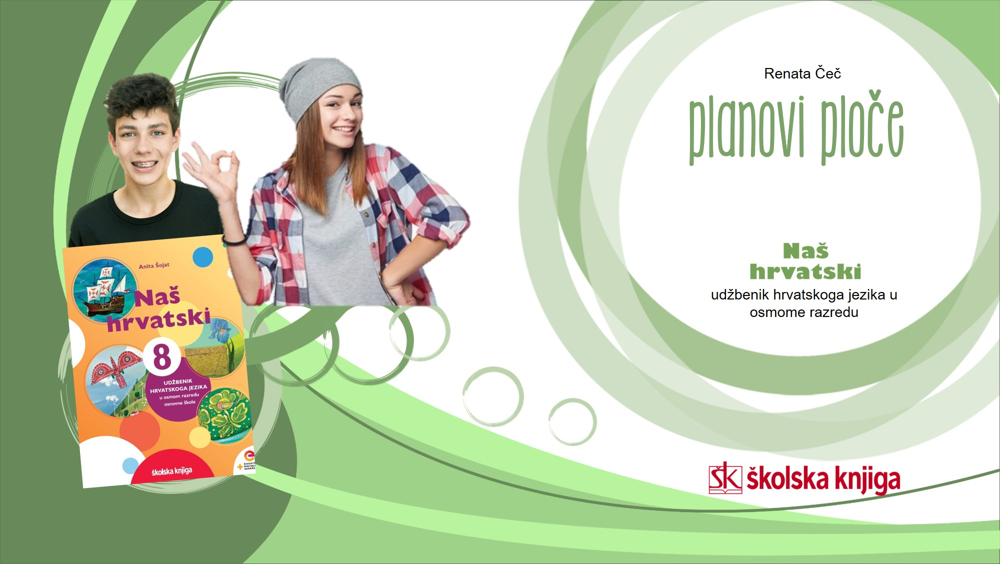 Renata Čeč
planovi ploče
Naš
hrvatski
udžbenik hrvatskoga jezika u
osmome razredu
ŠK školska knjiga
Anita Šojat
Naš
hrvatski
8
UDŽBENIK
HRVATSKOGA JEZIKA
u osmom razredu
osnovne škole
školska knjiga
e
+